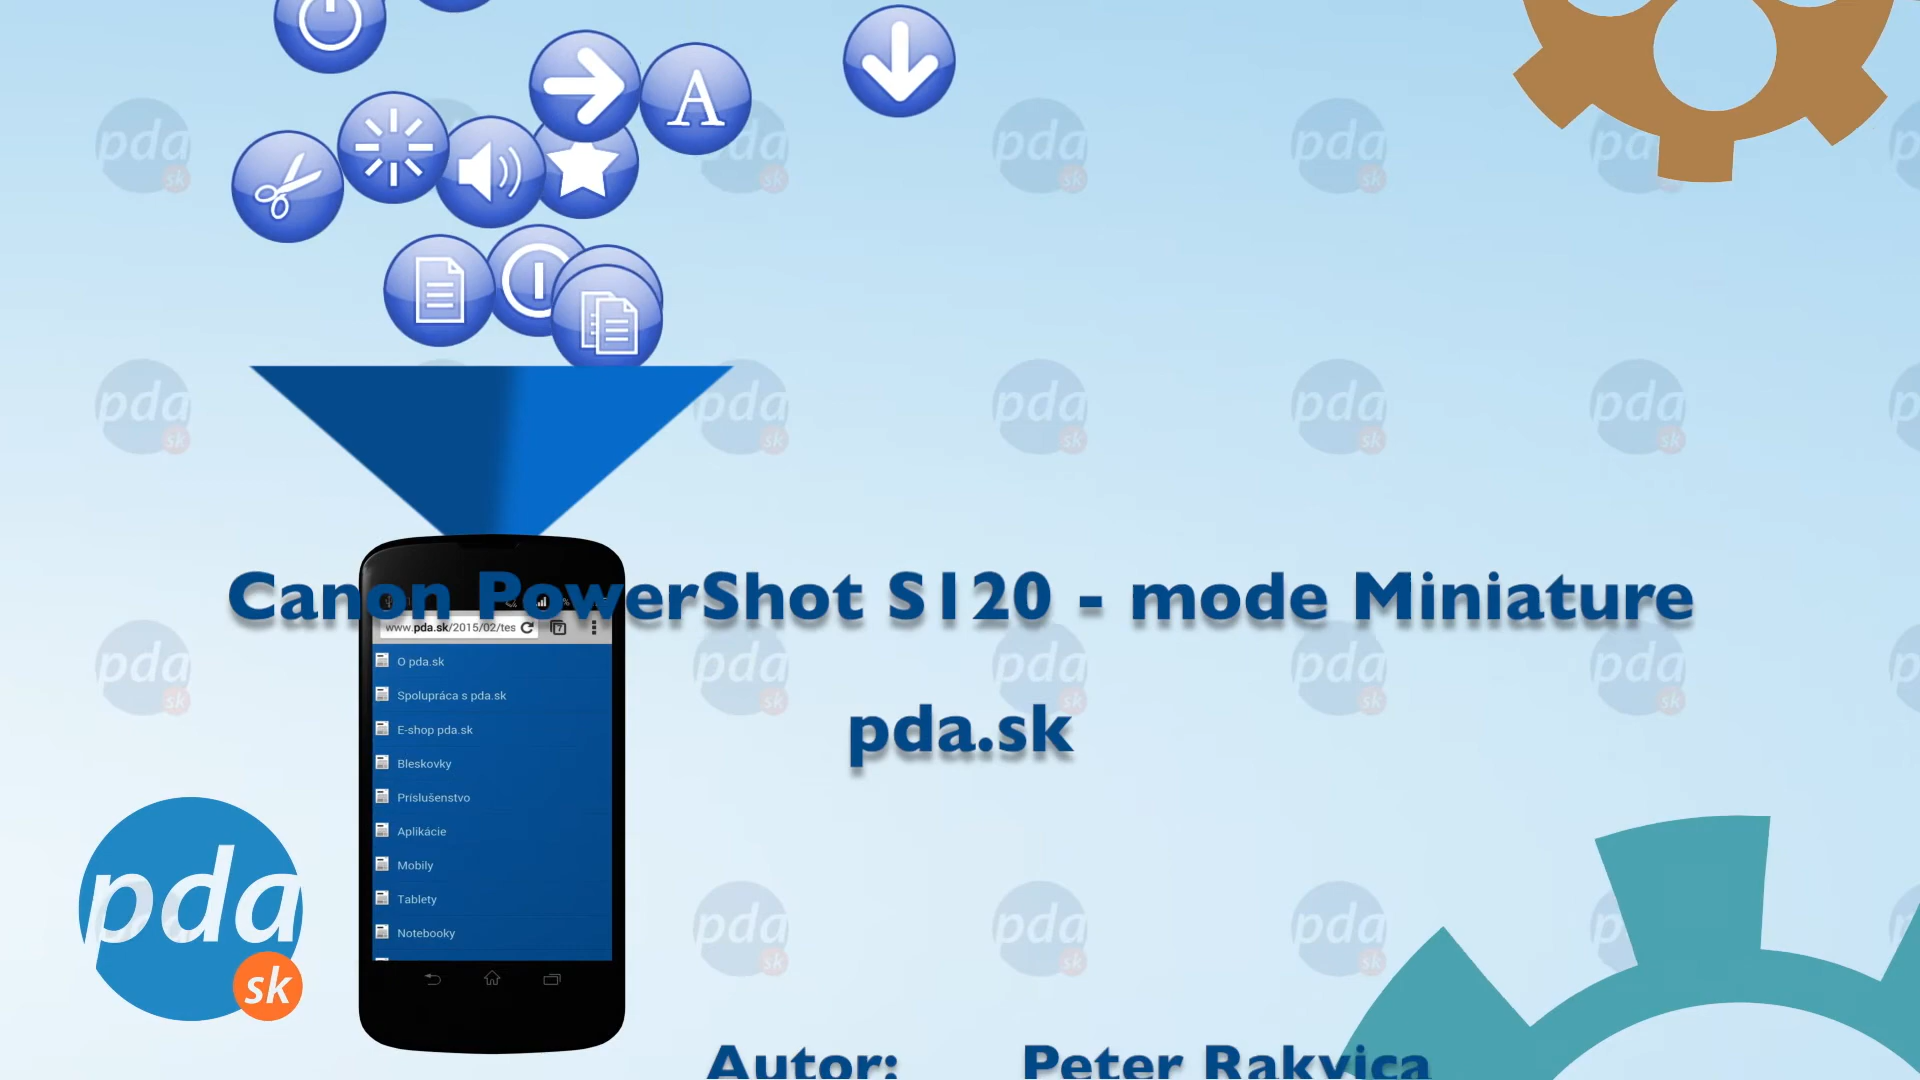 A
Canon PowerShot S120 - mode Miniature
www.pda.sk/2015/02/tes
O pda.sk
Spolupráca s pda.sk
E-shop pda.sk
Bleskovky
Príslušenstvo
Aplikácie
Mobily
Tablety
Notebooky
pda.sk
pda
sk
Autor: Peter Rakvica